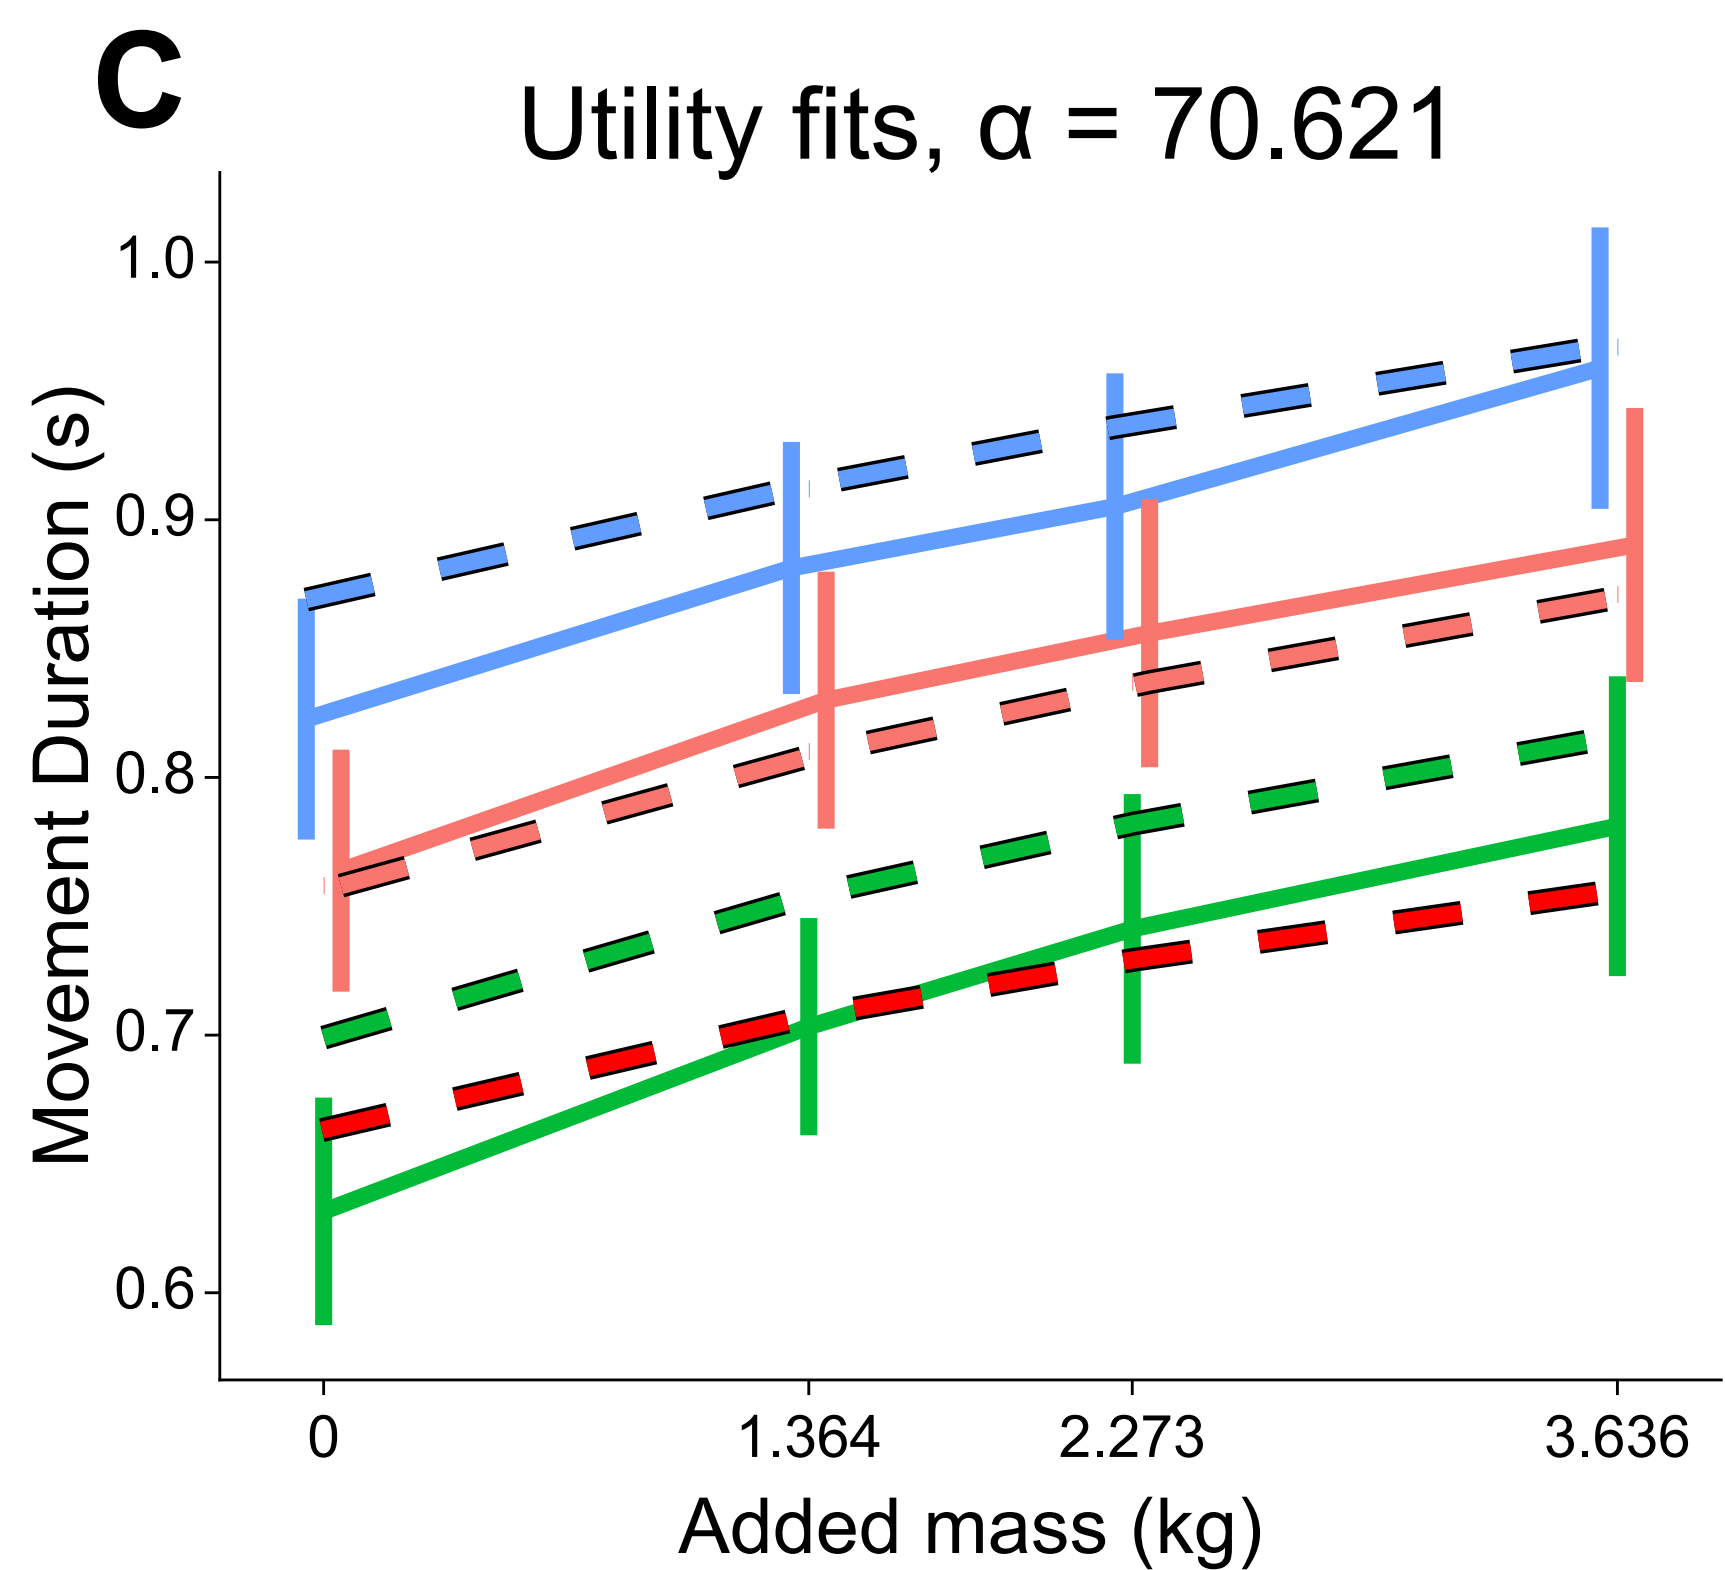 C
Utility fits, α = 70.621
Movement Duration (s)
1.0
0.9
0.8
0.7
0.6
0
1.364
2.273
3.636
Added mass (kg)